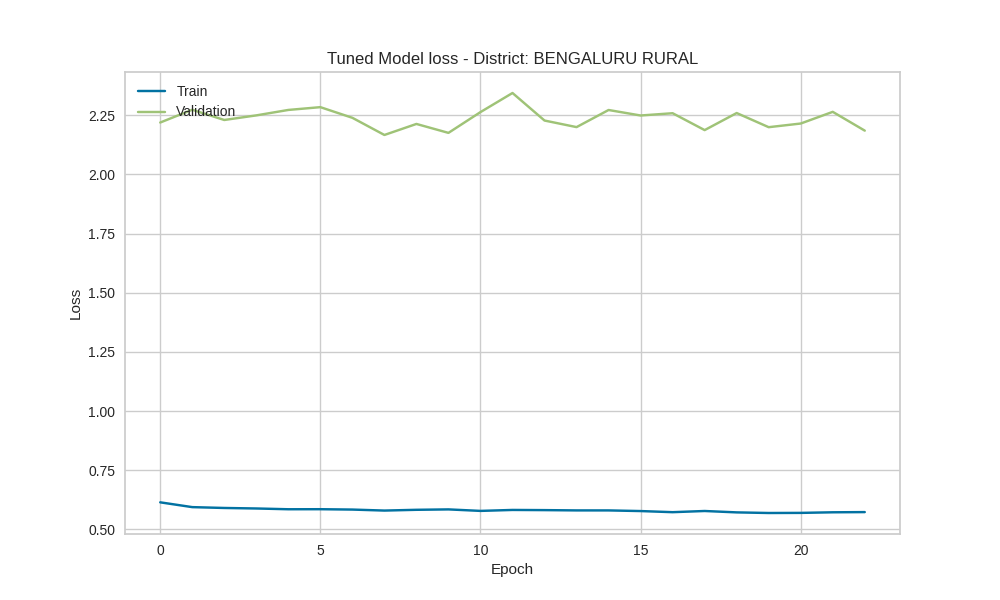 Tuned Model loss - District: BENGALURU RURAL
Train
Validation
2.25
2.00
1.75
1.50
1.25
1.00
0.75
0.50
Loss
0 5 10 15 20
Epoch